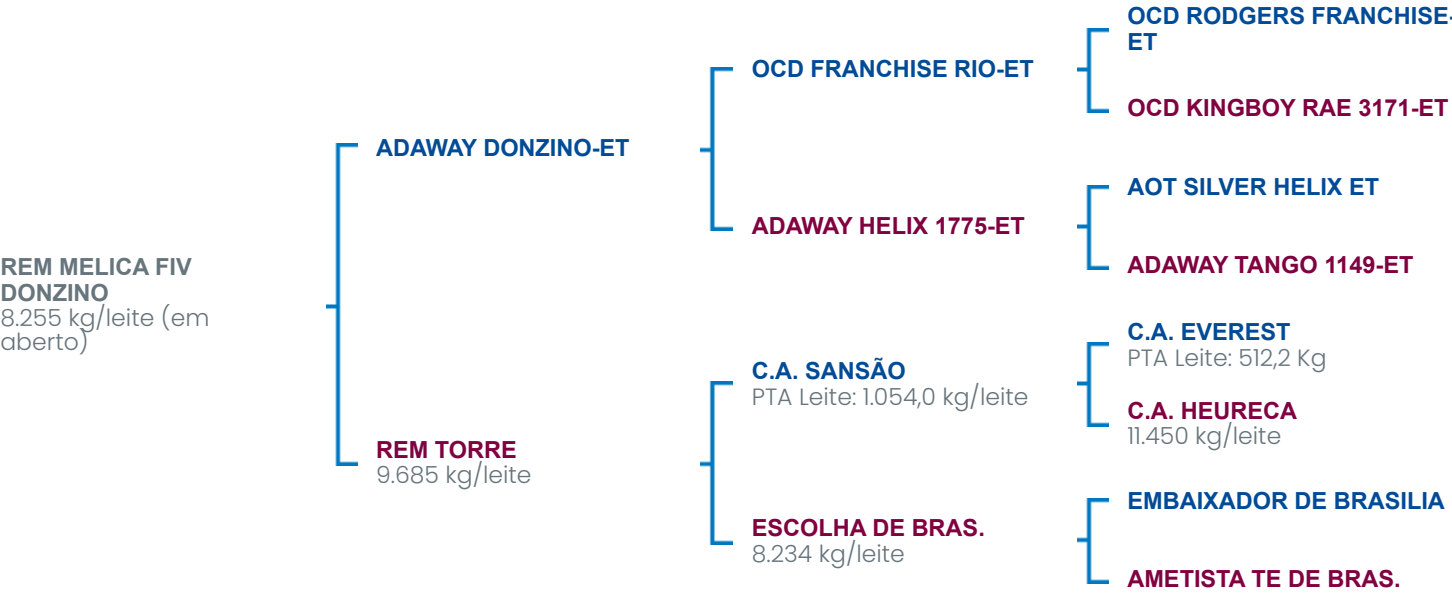 REM MELICA FIV
DONZINO
8.255 kg/leite (em
aberto)
ADAWAY DONZINO-ET
REM TORRE
9.685 kg/leite
OCD FRANCHISE RIO-ET
ADAWAY HELIX 1775-ET
C.A. SANSÃO
PTA Leite: 1.054,0 kg/leite
ESCOLHA DE BRAS.
8.234 kg/leite
OCD RODGERS FRANCHISE-
ET
OCD KINGBOY RAE 3171-ET
AOT SILVER HELIX ET
ADAWAY TANGO 1149-ET
C.A. EVEREST
PTA Leite: 512,2 Kg
C.A. HEURECA
11.450 kg/leite
EMBAIXADOR DE BRASILIA
AMETISTA TE DE BRAS.